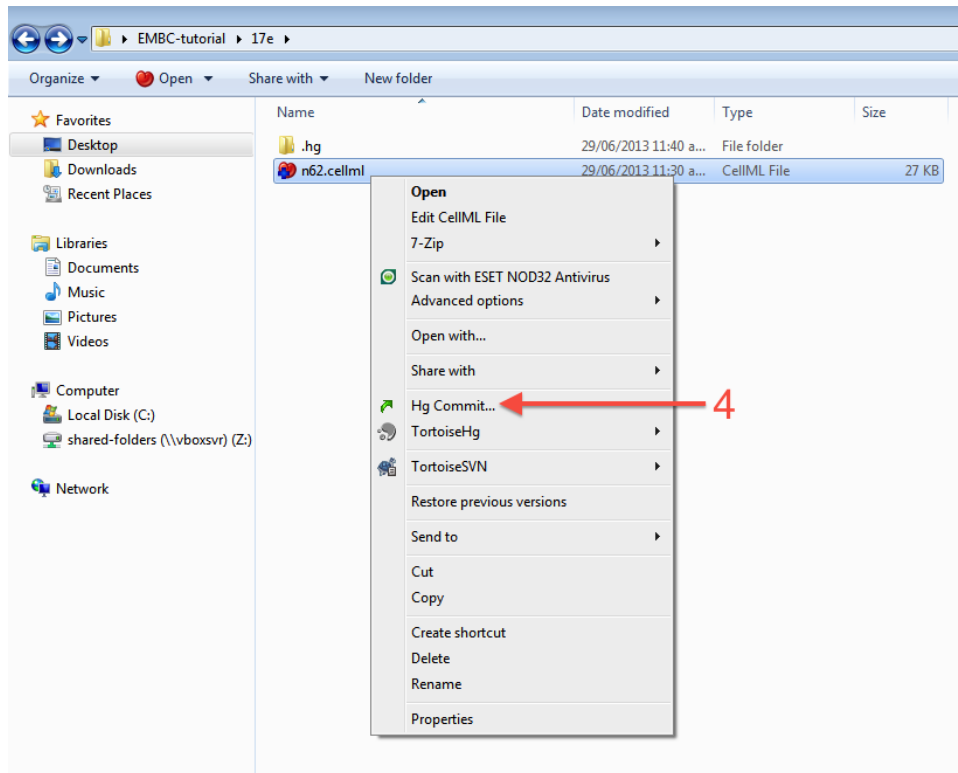 EMBC-tutorial 17e
Organize Open Share with New folder
Name Date modified Type Size
Favorites
Desktop
Downloads
Recent Places
Libraries
Documents
Music
Pictures
Videos
Computer
Local Disk (C:)
shared-folders (\\vboxsvr) (Z:)
Network
.hg 29/06/2013 11:40 a... File folder
n62.cellml 29/06/2013 11:30 a... CellML File 27 KB
Open
Edit CellML File
7-Zip
Scan with ESET NOD32 Antivirus
Advanced options
Open with...
Share with
Hg Commit... 4
TortoiseHg
TortoiseSVN
Restore previous versions
Send to
Cut
Copy
Create shortcut
Delete
Rename
Properties